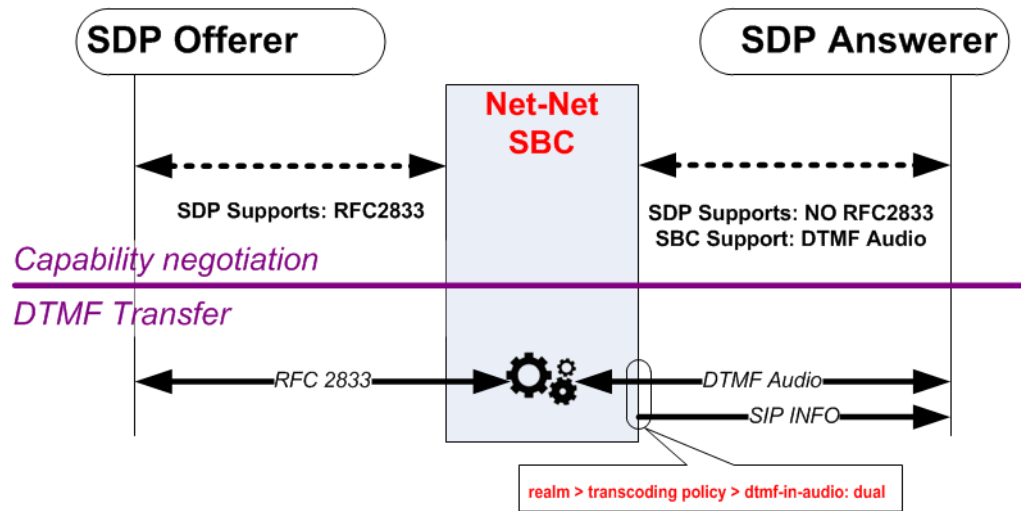 SDP Offerer
SDP Answerer
Net-Net
SBC
SDP Supports: RFC2833
SDP Supports: NO RFC2833
SBC Support: DTMF Audio
Capability negotiation
DTMF Transfer
RFC 2833
DTMF Audio
SIP INFO
realm > transcoding policy > dtmf-in-audio: dual